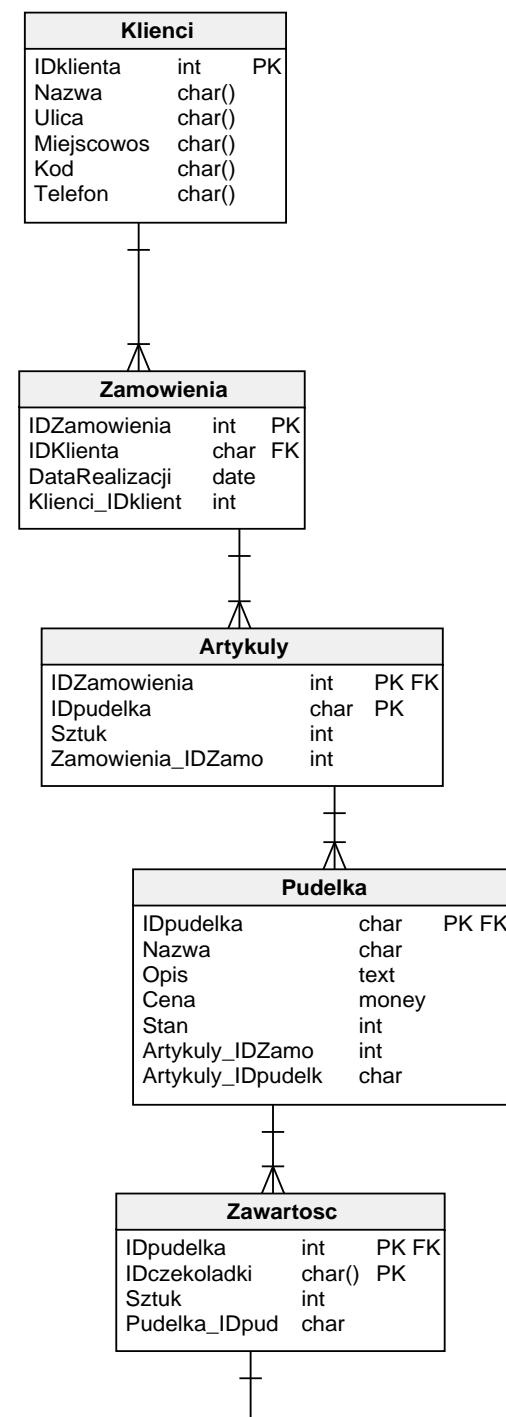 Klienci
IDklienta int PK
Nazwa char()
Ulica char()
Miejscowos char()
Kod char()
Telefon char()
Zamowienia
IDZamowienia int PK
IDKlienta char FK
DataRealizacji date
Klienci_IDklient int
Artykuly
IDZamowienia int PK FK
IDpudelka char PK
Sztuk int
Zamowienia_IDZamo int
Pudelka
IDpudelka char PK FK
Nazwa char
Opis text
Cena money
Stan int
Artykuly_IDZamo int
Artykuly_IDpudelk char
Zawartosc
IDpudelka int PK FK
IDczekoladki char() PK
Sztuk int
Pudelka_IDpud char